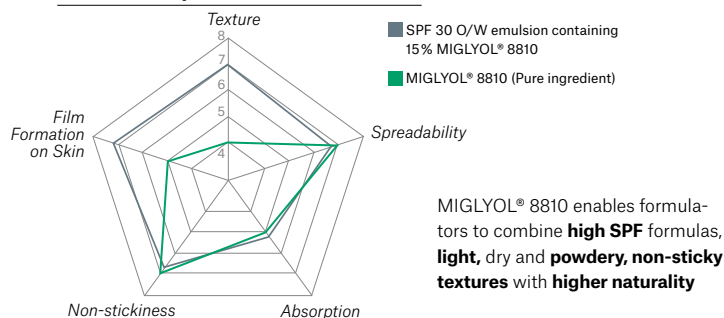 Texture
8
7
6
5
4
SPF 30 O/W emulsion containing
15% MIGLYOL® 8810
MIGLYOL® 8810 (Pure ingredient)
Film
Formation
on Skin
Spreadability
MIGLYOL® 8810 enables formula-
tors to combine high SPF formulas,
light, dry and powdery, non-sticky
textures with higher naturality
Non-stickiness
Absorption